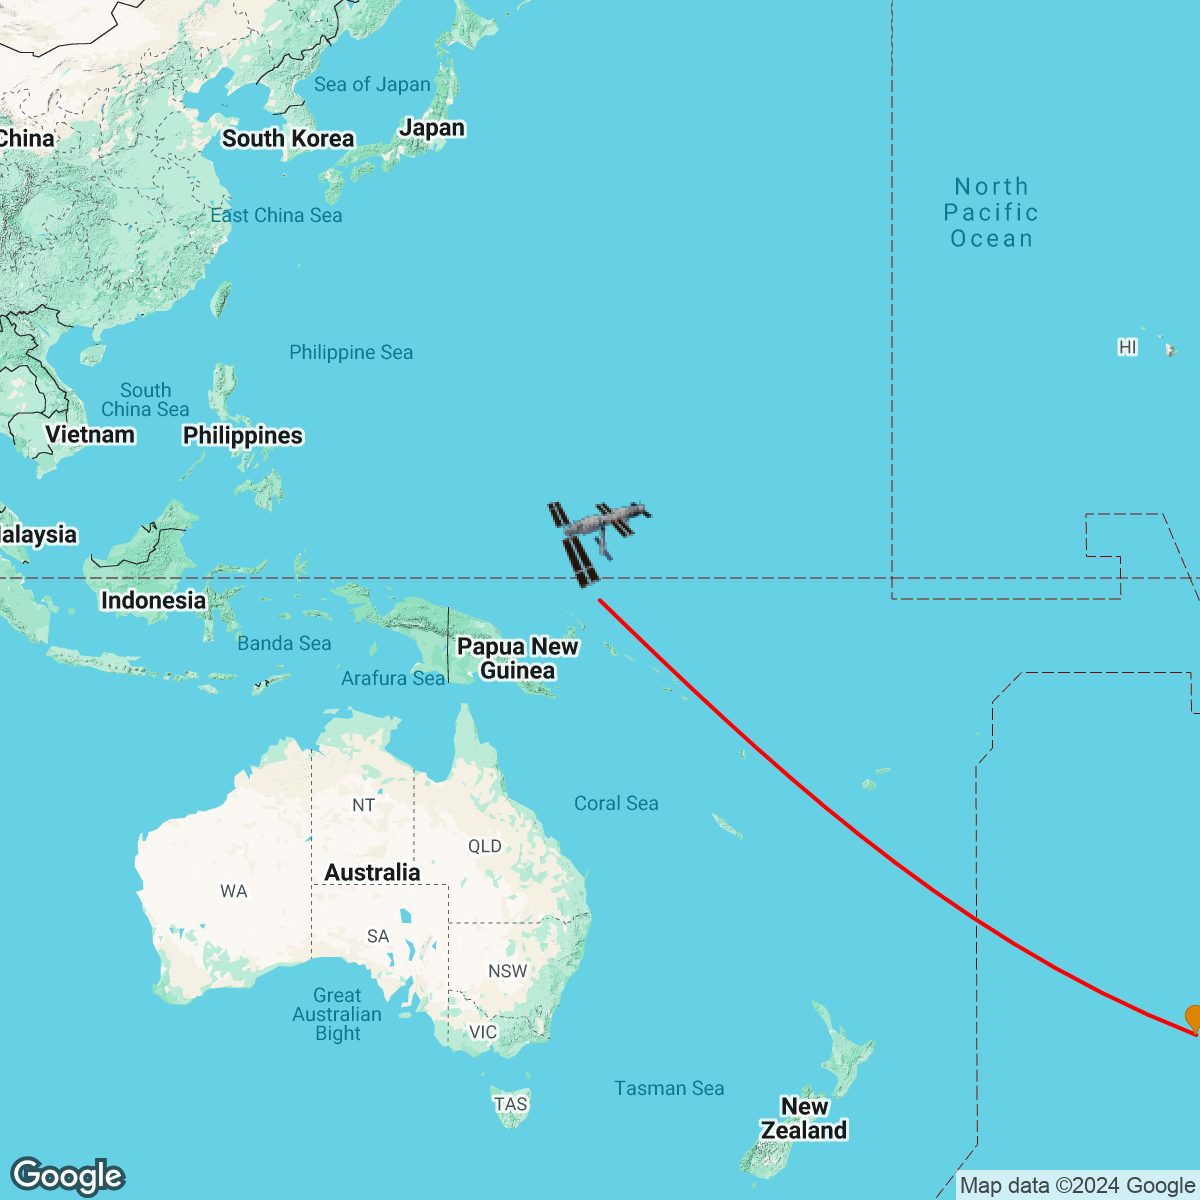 Sea of Japan
China
South Korea
Japan
North
Pacific
Ocean
East China Sea
HI
Philippine Sea
South
China Sea
Vietnam
Philippines
alaysia
Indonesia
Banda Sea
Papua New
Guinea
Arafura Sea
NT
Coral Sea
QLD
Australia
WA
SA
NSW
Great
Australian
Bight
VIC
Tasman Sea
TAS
New
Zealand
Google
Map data ©2024 Google